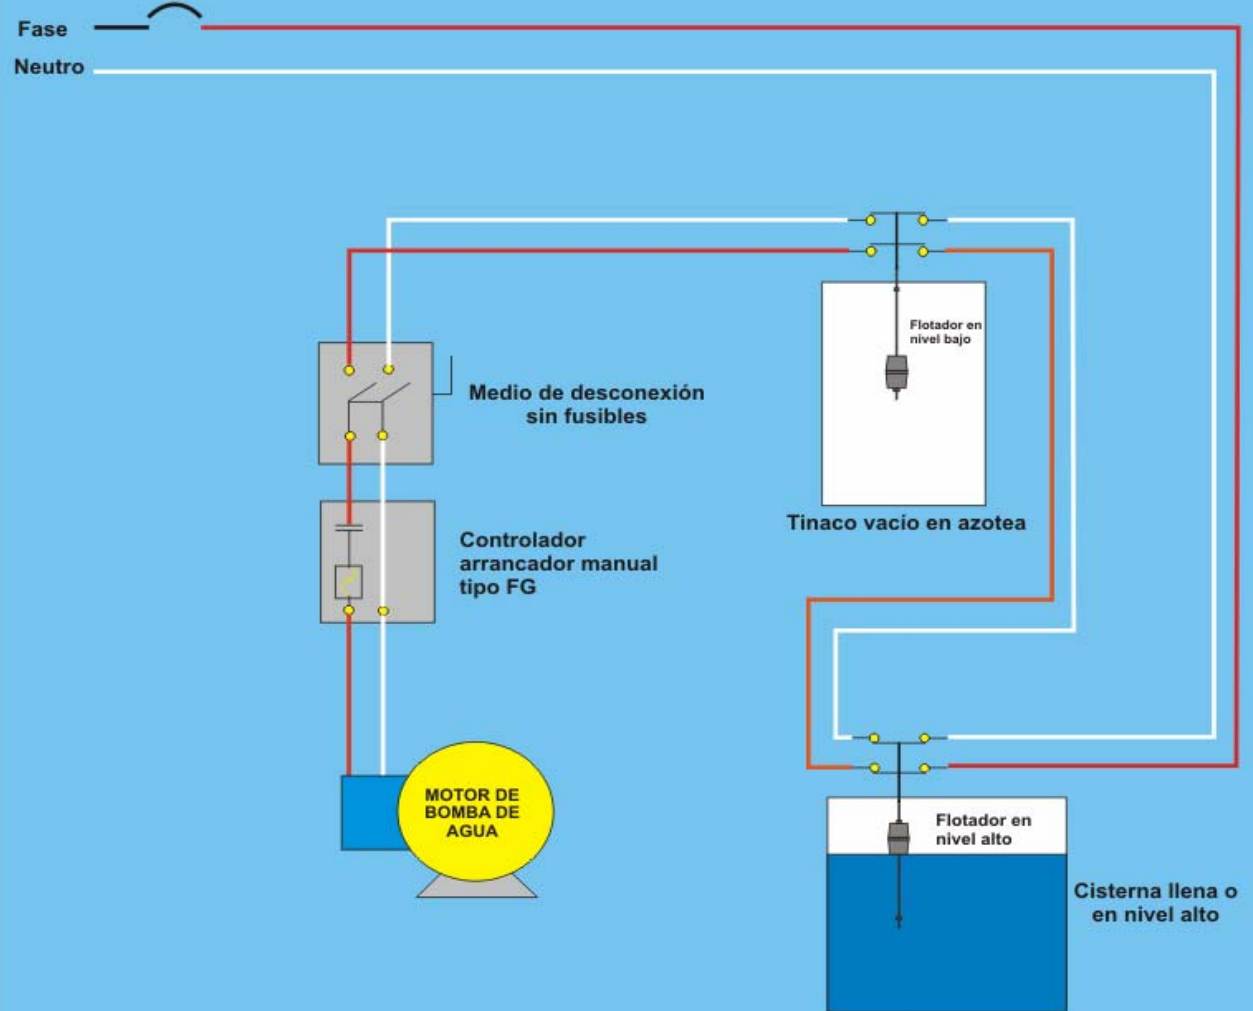 Fase
Neutro
Flotador en
nivel bajo
Medio de desconexión
sin fusibles
Tinaco vacío en azotea
Controlador
arrancador manual
tipo FG
MOTOR DE
BOMBA DE
AGUA
Flotador en
nivel alto
Cisterna llena o
en nivel alto